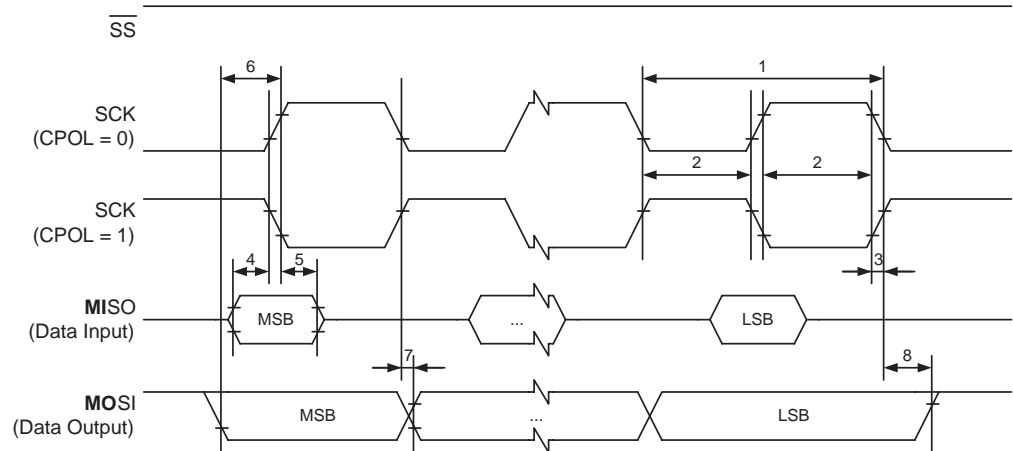 SS
6
1
SCK
(CPOL = 0)
2
2
SCK
(CPOL = 1)
4
5
3
MISO
(Data Input)
MSB
...
LSB
7
8
MOSI
(Data Output)
MSB
...
LSB